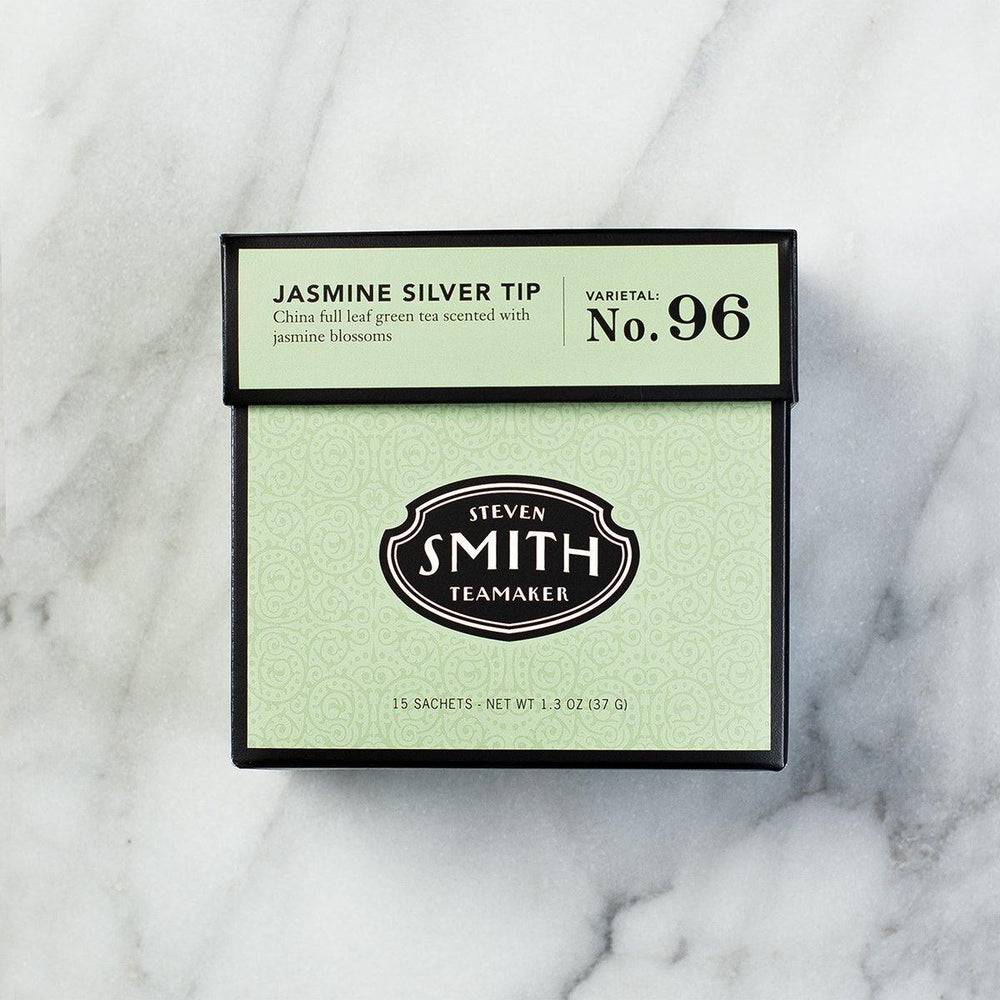 JASMINE SILVER TIP
China full leaf green tea scented with
jasmine blossoms
VARIETAL:
No. 96
STEVEN
SMITH
TEAMAKER
15 SACHETS - NET WT 1.3 OZ (37 G)